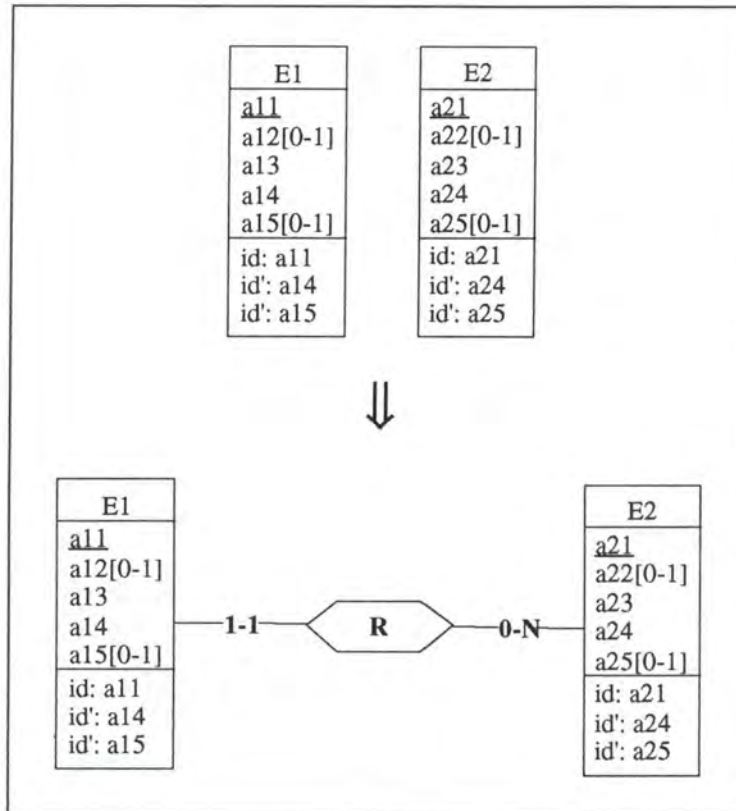 E1
a11
a12[0-1]
a13
a14
a15[0-1]
id: a11
id': a14
id': a15
E2
a21
a22[0-1]
a23
a24
a25[0-1]
id: a21
id': a24
id': a25
⇓
E1
a11
a12[0-1]
a13
a14
a15[0-1]
id: a11
id': a14
id': a15
1-1
R
0-N
E2
a21
a22[0-1]
a23
a24
a25[0-1]
id: a21
id': a24
id': a25